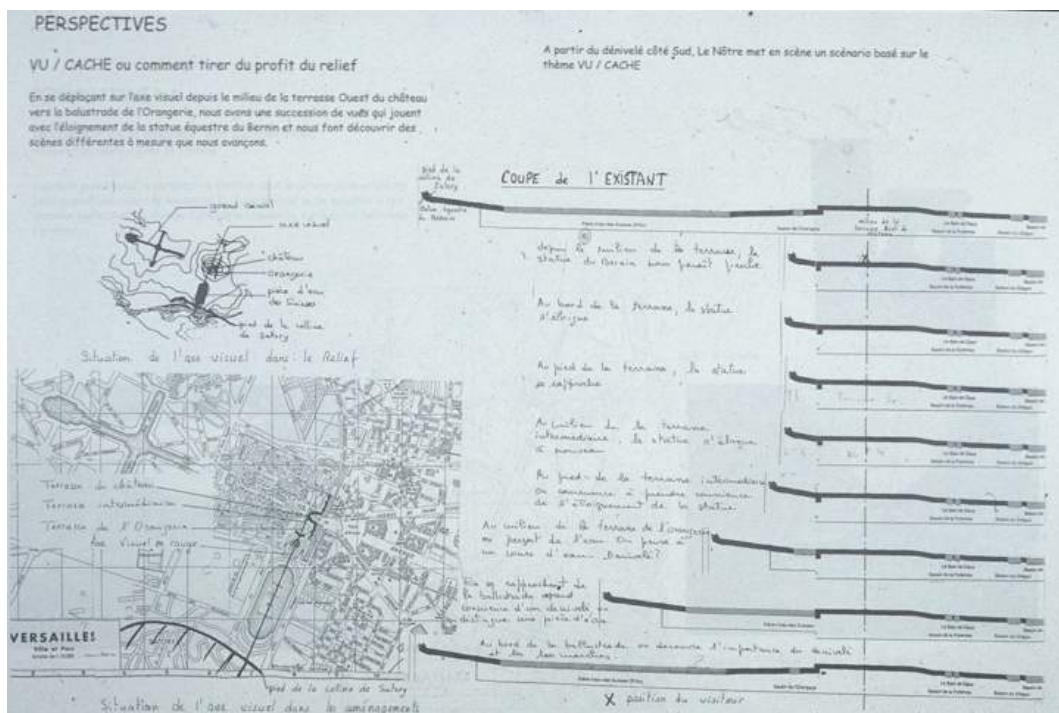 PERSPECTIVES
VU / CACHE ou comment tirer du profit du relief
En se déplaçant sur l'axe visuel depuis le milieu de la terrasse Ouest du château
vers la balustrade de l'Orangerie, nous avons une succession de vues qui jouent
avec l'éloignement de la statue équestre du Bernin et nous font découvrir des
scènes différentes à mesure que nous avançons.
A partir du dénivelé côté Sud, Le Nôtre met en scène un scénario basé sur le
thème VU / CACHE
grand canal
axe visuel
château
orangerie
pièce d'eau
des Suisses
pied de la colline
de Satory
Situation de l'axe visuel dans le Relief
Terrasse du château
Terrasse intermédiaire
Terrasse de l'Orangerie
Axe visuel en rouge
VERSAILLES
Ville et Parc
pied de la colline de Satory
Situation de l'axe visuel dans les aménagements
pied de la
colline de
Satory
COUPE de l'EXISTANT
depuis le milieu de la terrasse, la
statue du Bernin nous paraît proche
Au bord de la terrasse, la statue
s'éloigne
Au pied de la terrasse, la statue
se rapproche
Au milieu de la terrasse
intermédiaire, la statue s'éloigne
à nouveau
Au pied de la terrasse intermédiaire
on commence à prendre conscience
de l'éloignement de la statue
Au milieu de la terrasse de l'orangerie
on perçoit de l'eau. On pense à
un cours d'eau. Dénivelé?
En se rapprochant de
la balustrade on prend
conscience d'un dénivelé on
distingue une pièce d'eau
Au bord de la balustrade on découvre l'importance du dénivelé
et les 100 marches.
X position du visiteur